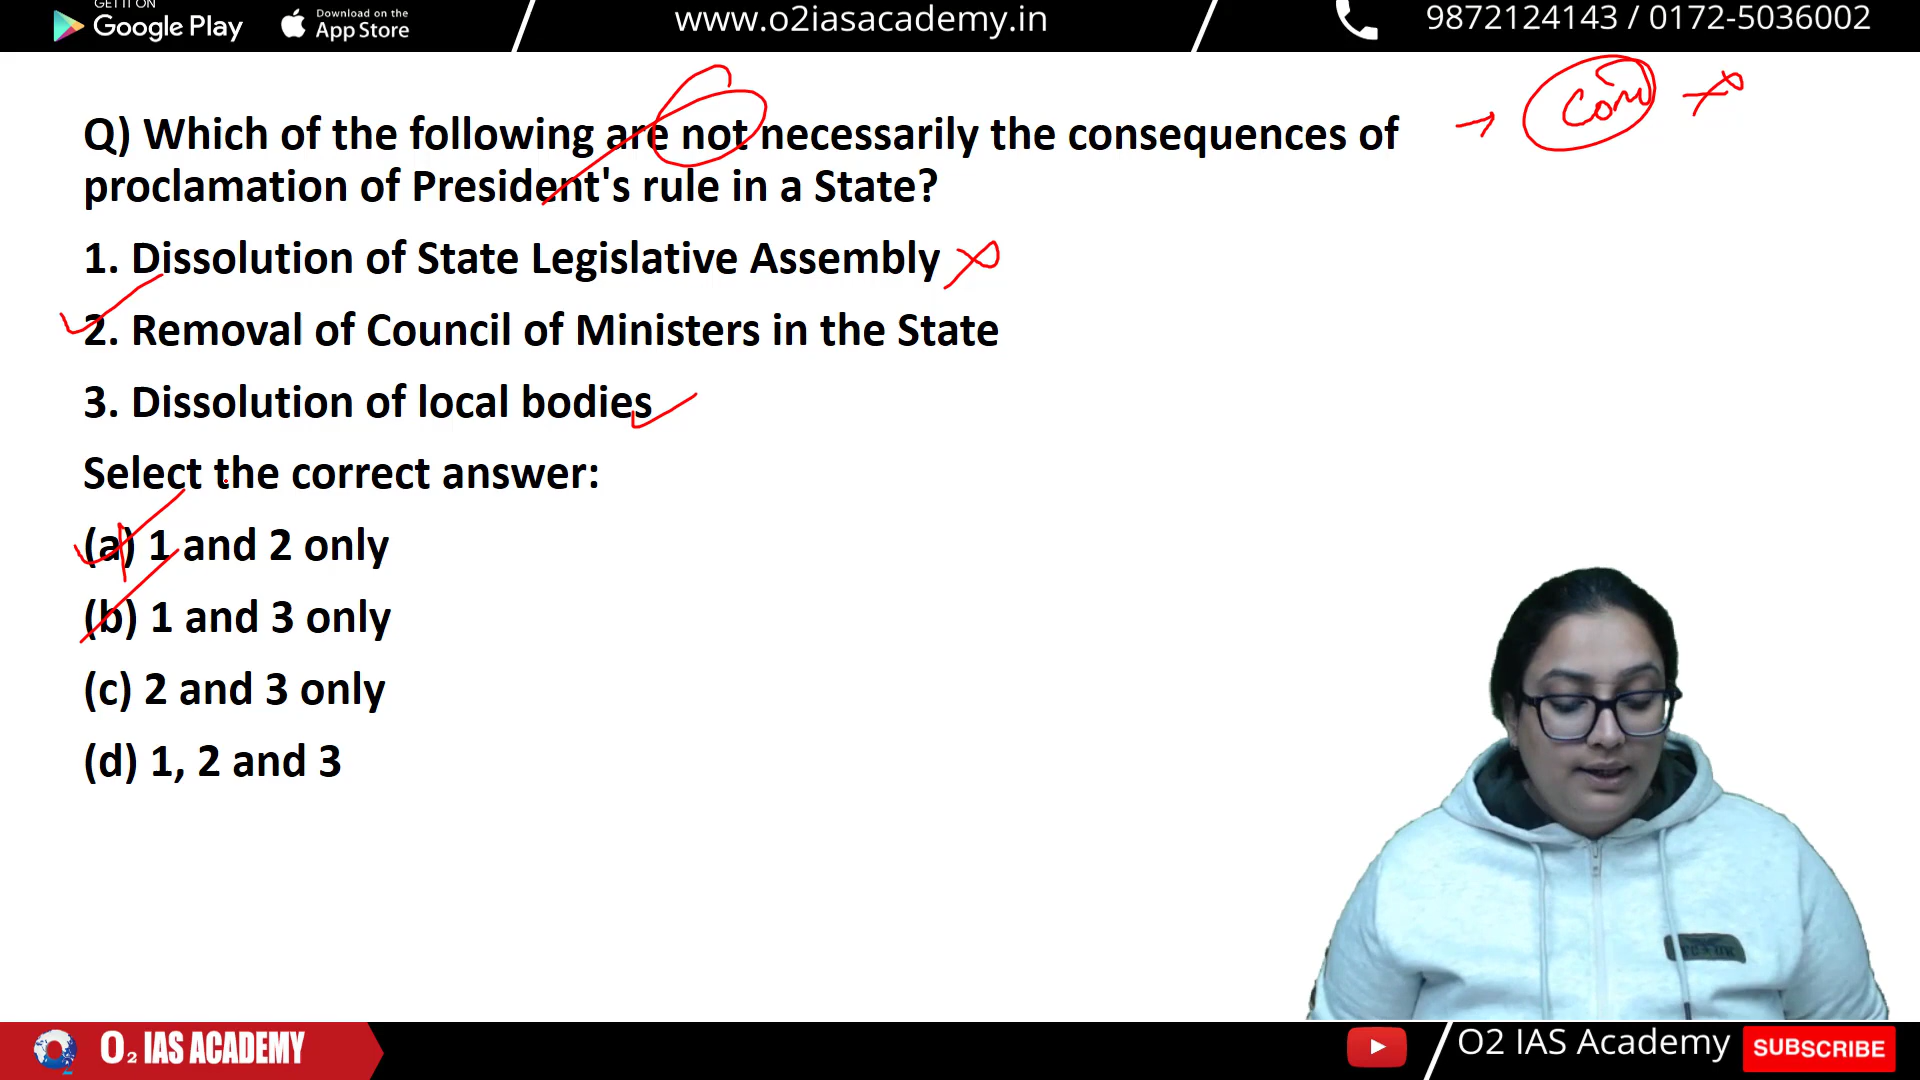 GET IT ON
Google Play
Download on the
App Store
www.o2iasacademy.in
9872124143 / 0172-5036002
Com
Q) Which of the following are not necessarily the consequences of
proclamation of President's rule in a State?
1. Dissolution of State Legislative Assembly
2. Removal of Council of Ministers in the State
3. Dissolution of local bodies
Select the correct answer:
(a) 1 and 2 only
(b) 1 and 3 only
(c) 2 and 3 only
(d) 1, 2 and 3
O2 IAS ACADEMY
O2 IAS Academy
SUBSCRIBE